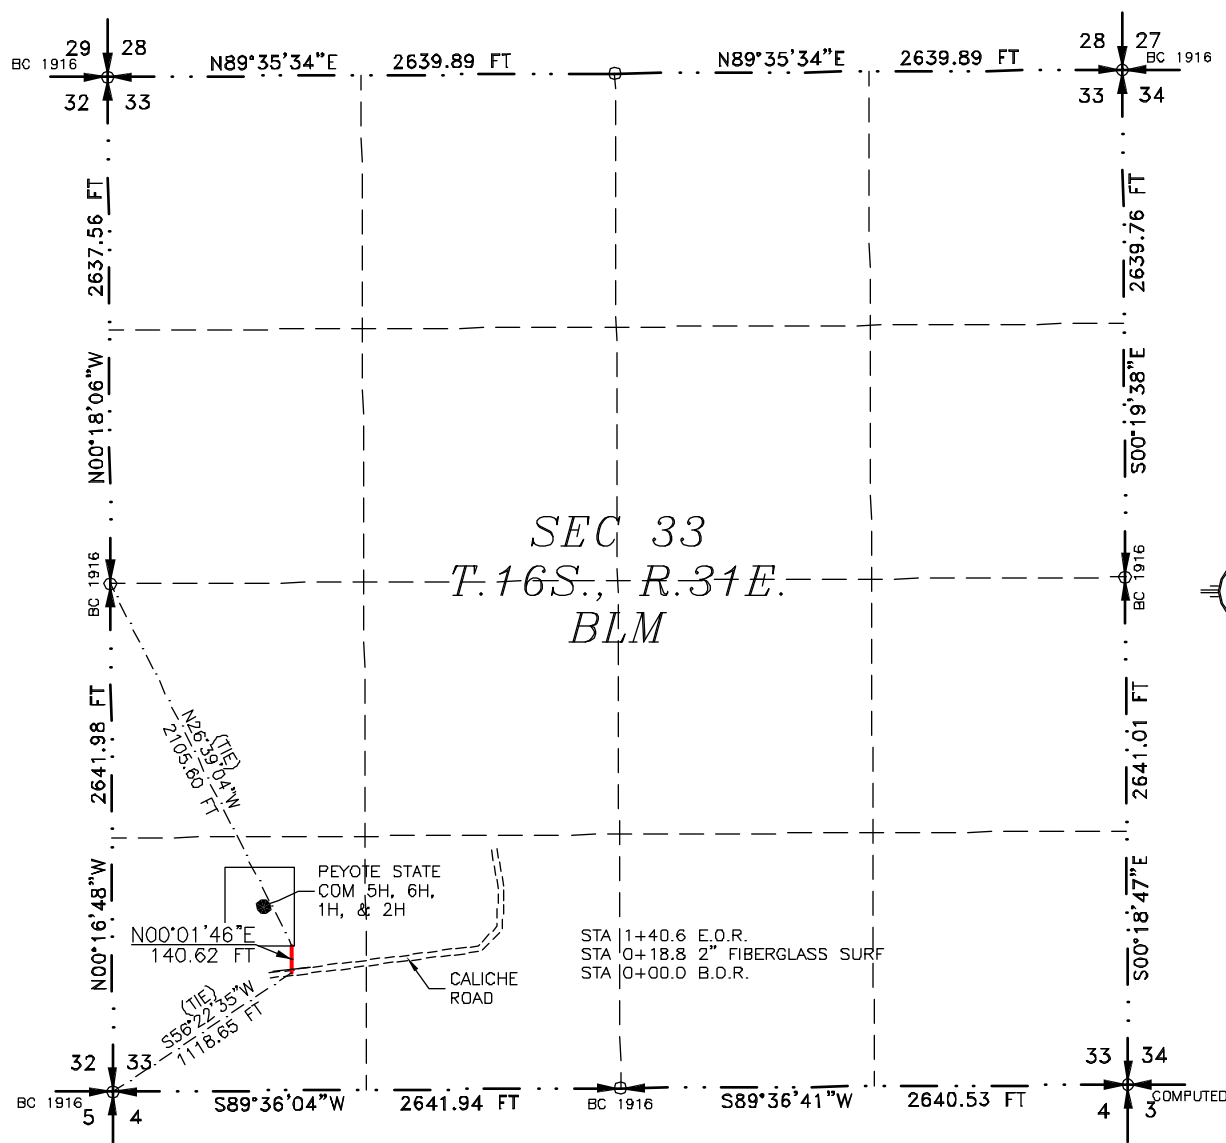 29 28
BC 1916
N89°35'34"E 2639.89 FT
N89°35'34"E 2639.89 FT
28 27
BC 1916
32 33
33 34
2637.56 FT
N00°18'06"W
2639.76 FT
S00°19'38"E
SEC 33
T.16S., R.31E.
BLM
BC 1916
BC 1916
(TIE)
N26°39'04"W
2105.60 FT
2641.98 FT
N00°16'48"W
2641.01 FT
S00°18'47"E
PEYOTE STATE
COM 5H, 6H,
1H, & 2H
N00°01'46"E
140.62 FT
CALICHE
ROAD
STA 1+40.6 E.O.R.
STA 0+18.8 2" FIBERGLASS SURF
STA 0+00.0 B.O.R.
(TIE)
S56°22'35"W
1118.65 FT
32 33
33 34
BC 1916
5 4
S89°36'04"W 2641.94 FT
BC 1916
S89°36'41"W 2640.53 FT
COMPUTED
4 3